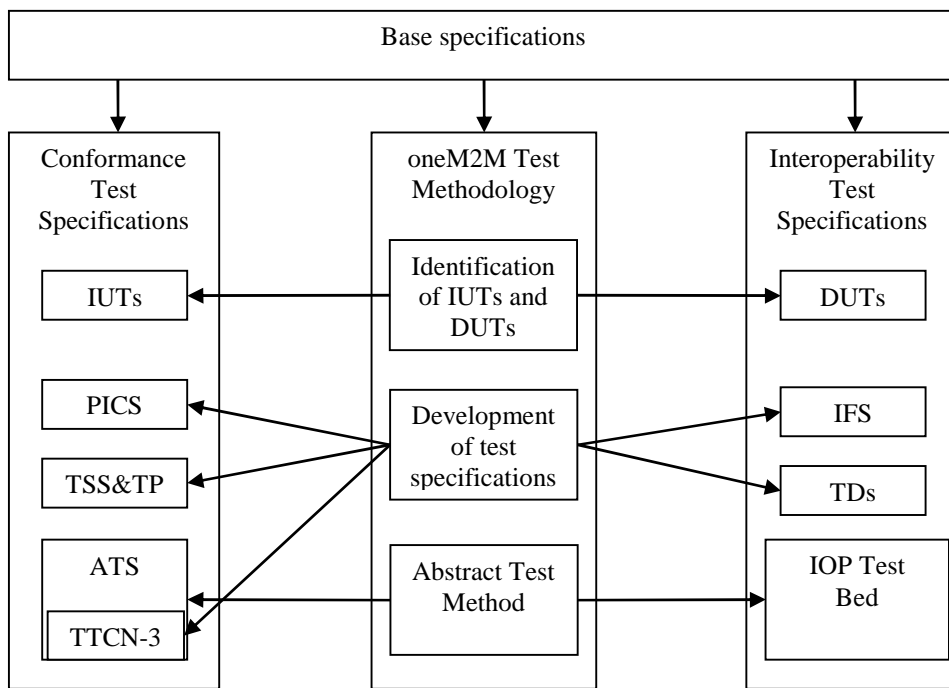 Base specifications
Conformance
Test
Specifications
IUTs
PICS
TSS&TP
ATS
TTCN-3
oneM2M Test
Methodology
Identification
of IUTs and
DUTs
Development
of test
specifications
Abstract Test
Method
Interoperability
Test
Specifications
DUTs
IFS
TDs
IOP Test
Bed